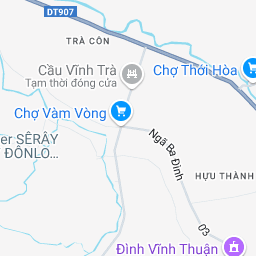 DT907
TRÀ CÔN
Cầu Vĩnh Trà
Tạm thời đóng cửa
Chợ Thới Hòa
Chợ Vàm Vòng
er SÊRÂY
ĐÔNLO...
Ngã Ba Đình
HỰU THÀNH
03
Đình Vĩnh Thuận